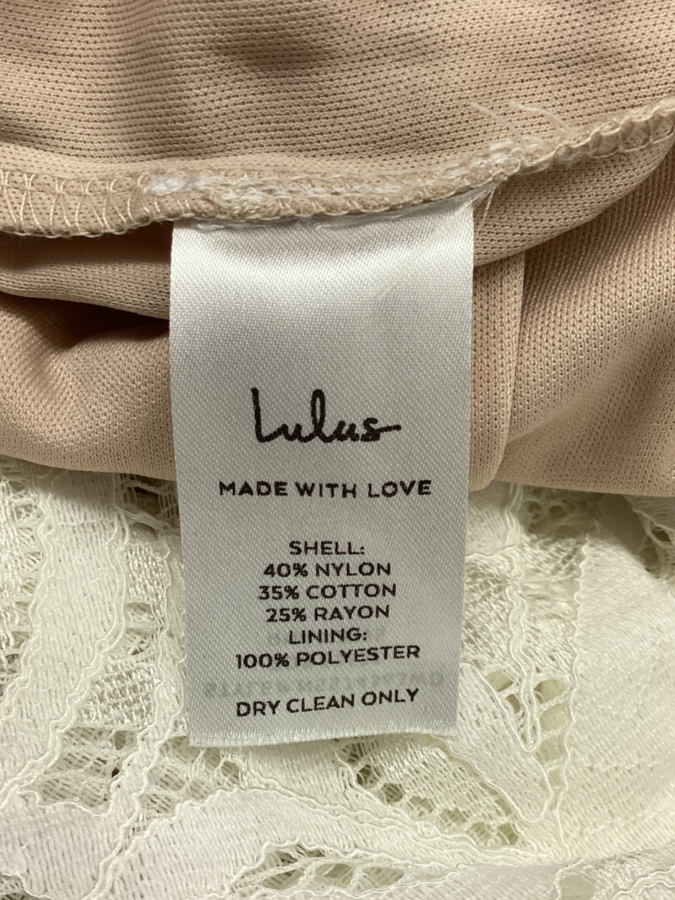 Lulus
MADE WITH LOVE
SHELL:
40% NYLON
35% COTTON
25% RAYON
LINING:
100% POLYESTER
DRY CLEAN ONLY